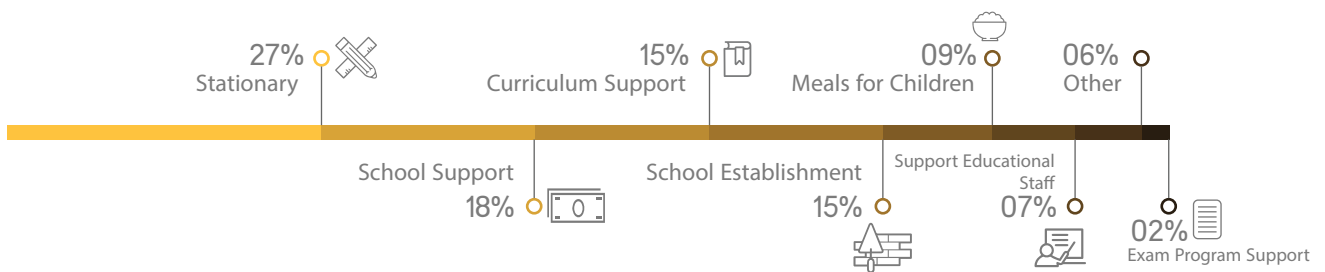 27%
Stationary
15%
Curriculum Support
09%
Meals for Children
06%
Other
School Support
18%
School Establishment
15%
Support Educational
Staff
07%
02%
Exam Program Support